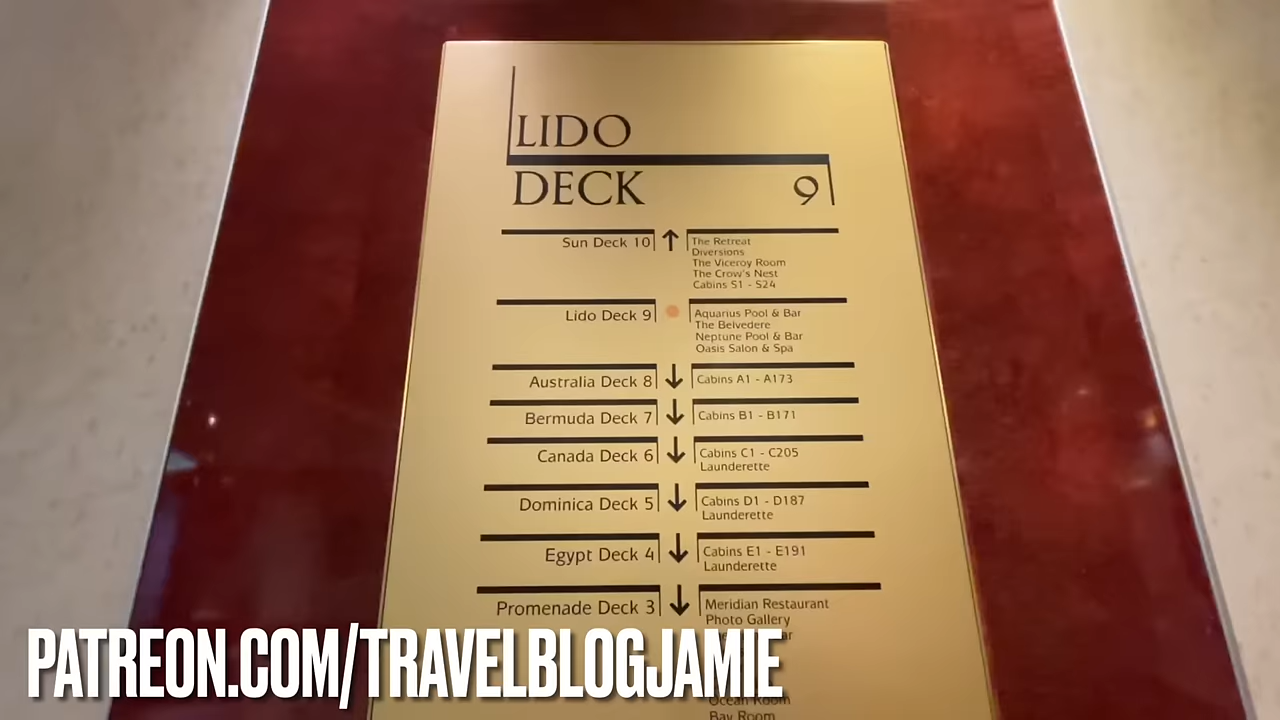 LIDO
DECK 9
Sun Deck 10 ↑ The Retreat
Diversions
The Viceroy Room
The Crow's Nest
Cabins S1 - S24
Lido Deck 9 Aquarius Pool & Bar
The Belvedere
Neptune Pool & Bar
Oasis Salon & Spa
Australia Deck 8 ↓ Cabins A1 - A173
Bermuda Deck 7 ↓ Cabins B1 - B171
Canada Deck 6 ↓ Cabins C1 - C205
Launderette
Dominica Deck 5 ↓ Cabins D1 - D187
Launderette
Egypt Deck 4 ↓ Cabins E1 - E191
Launderette
Promenade Deck 3 ↓ Meridian Restaurant
Photo Gallery
PATREON.COM/TRAVELBLOGJAMIE
Ocean Room
Bay Room